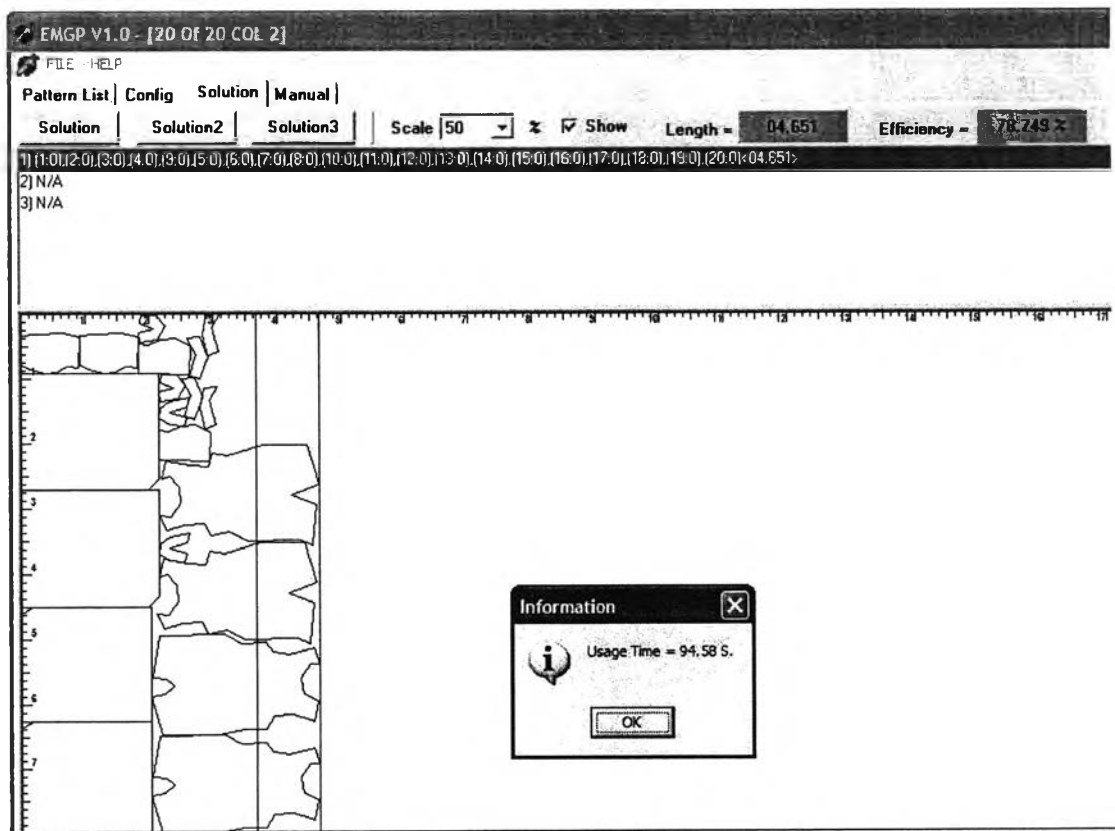 EMGP V1.0 - [20 OF 20 COL 2]
FILE HELP
Pattern List Config Solution Manual
Solution Solution2 Solution3 Scale 50 % Show Length = 04.651 Efficiency = 78.749 %
1) (1:0),(2:0),(3:0),(4:0),(9:0),(5:0),(6:0),(7:0),(8:0),(10:0),(11:0),(12:0),(13:0),(14:0),(15:0),(16:0),(17:0),(18:0),(19:0),(20:0)<04.651>
2) N/A
3) N/A
1 2 3 4 5 6 7 8 9 10 11 12 13 14 15 16 17
2
3
4
5
6
7
Information
Usage Time = 94.58 S.
OK